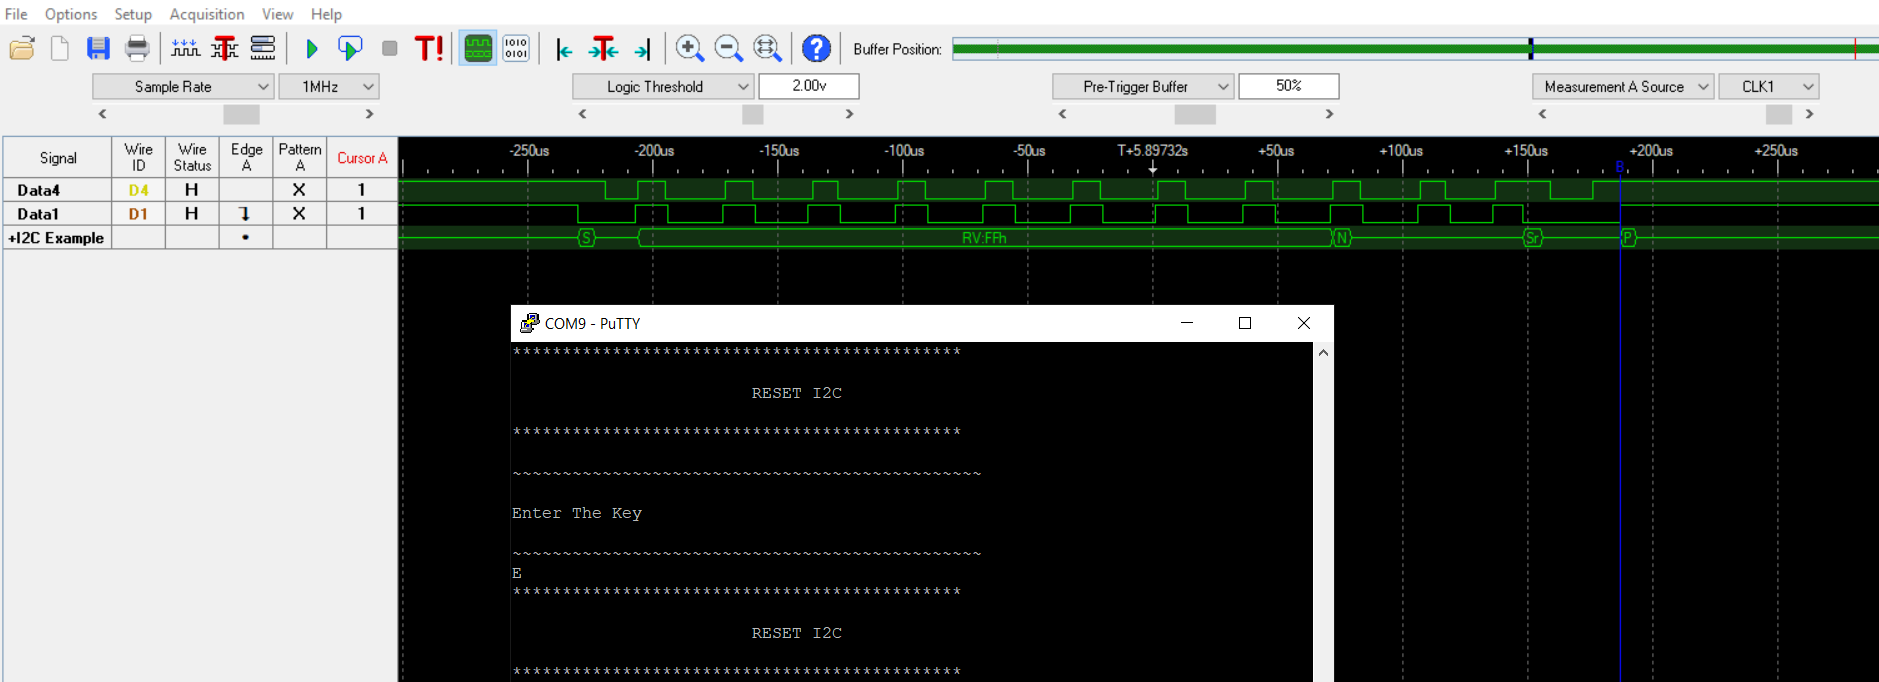 File Options Setup Acquisition View Help
T! 1010 0101 ? Buffer Position:
Sample Rate 1MHz Logic Threshold 2.00v Pre-Trigger Buffer 50% Measurement A Source CLK1
Signal Wire ID Wire Status Edge A Pattern A Cursor A
-250us -200us -150us -100us -50us T+5.89732s +50us +100us +150us +200us +250us
B
Data4 D4 H X 1
Data1 D1 H X 1
+I2C Example S RV:FFh N Sr P
COM9 - PuTTY
*********************************************
RESET I2C
*********************************************
~~~~~~~~~~~~~~~~~~~~~~~~~~~~~~~~~~~~~~~~~~~~~~~
Enter The Key
~~~~~~~~~~~~~~~~~~~~~~~~~~~~~~~~~~~~~~~~~~~~~~~
E
*********************************************
RESET I2C
*********************************************